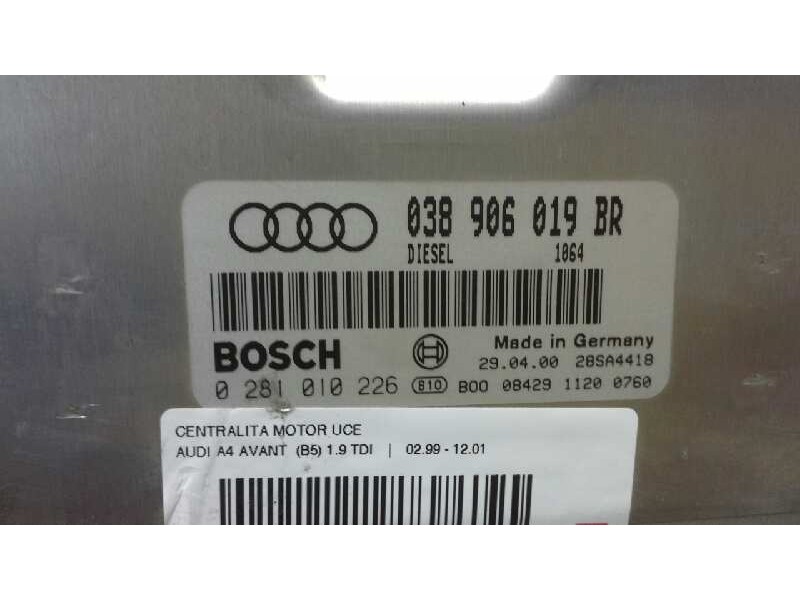 038 906 019 BR
DIESEL 1064
BOSCH
Made in Germany
29.04.00 28SA4418
0 281 010 226 610 B00 08429 1120 0760
CENTRALITA MOTOR UCE
AUDI A4 AVANT (B5) 1.9 TDI | 02.99 - 12.01